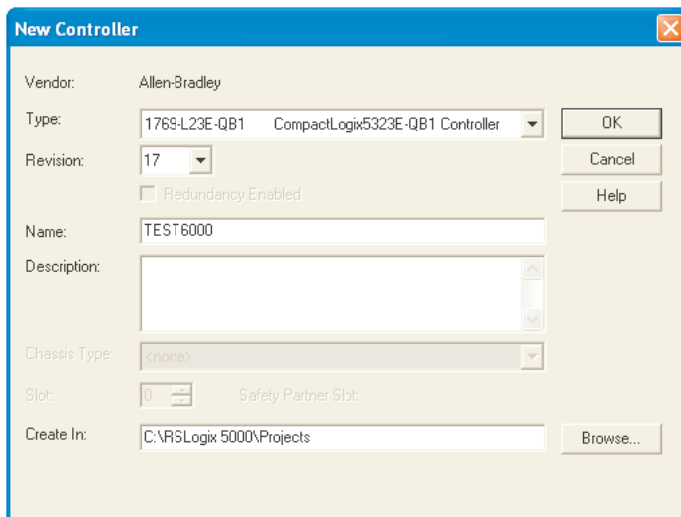 New Controller
Vendor: Allen-Bradley
Type: 1769-L23E-QB1 CompactLogix5323E-QB1 Controller
OK
Revision: 17
Cancel
Redundancy Enabled
Help
Name: TEST6000
Description:
Chassis Type: <none>
Slot: 0 Safety Partner Slot:
Create In: C:\RSLogix 5000\Projects
Browse...